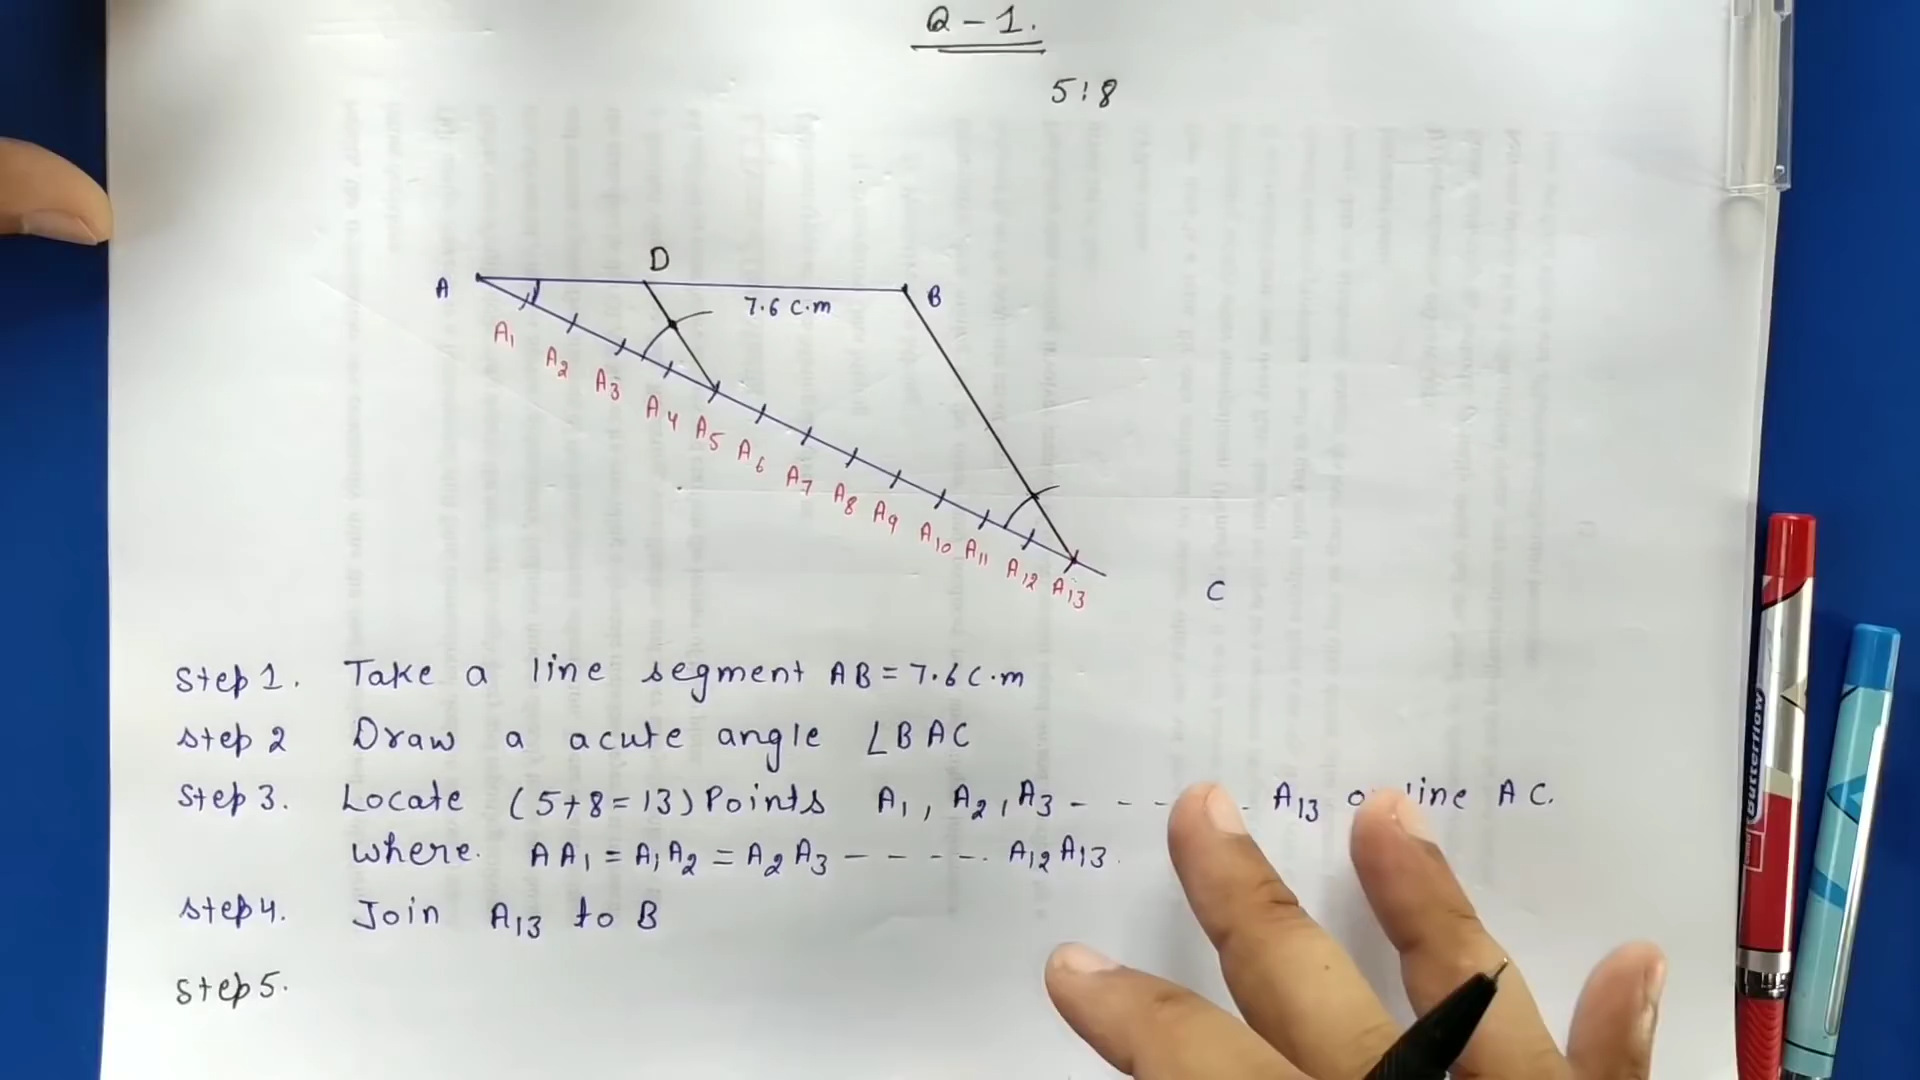 Q-1.
5:8
D
A
B
7.6 c.m
A1 A2 A3 A4 A5 A6 A7 A8 A9 A10 A11 A12 A13
C
Step 1. Take a line segment AB = 7.6 c.m
Step 2 Draw a acute angle ∠BAC
Step 3. Locate (5+8=13) Points A1, A2, A3 - - - - . A13 line AC.
where. AA1 = A1A2 = A2A3 - - - - -. A12A13.
Step 4. Join A13 to B
Step 5.
Butterflow